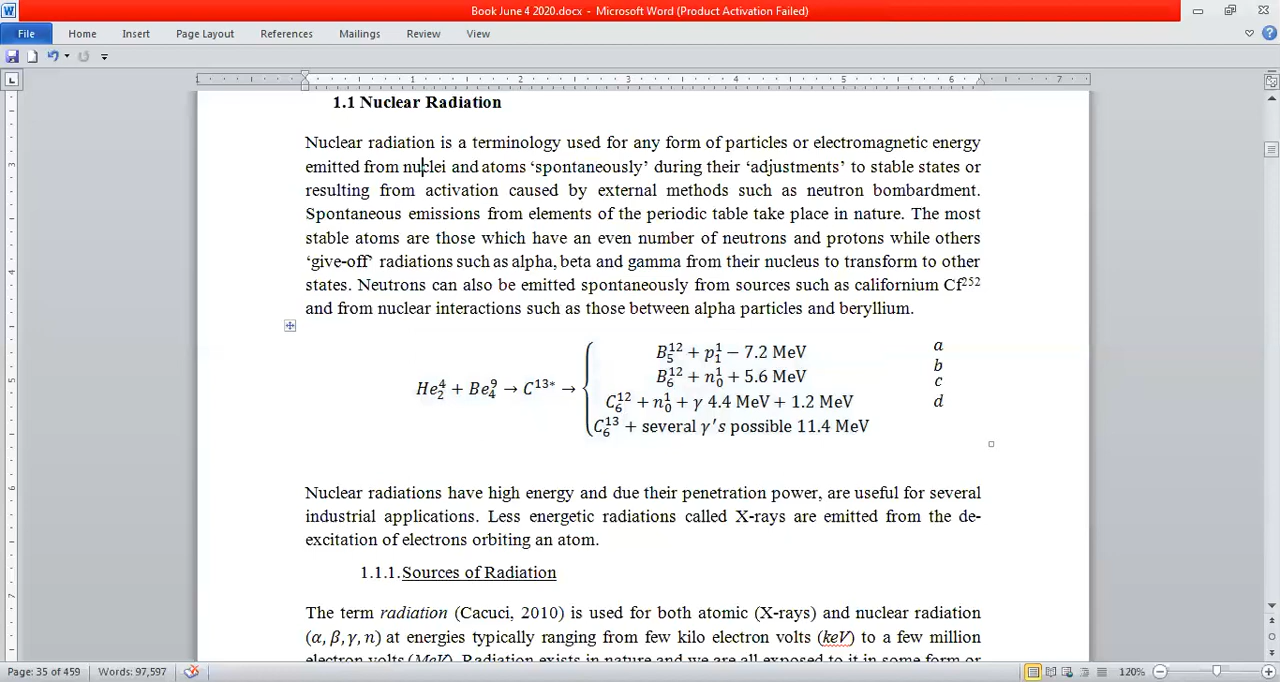 Book June 4 2020.docx - Microsoft Word (Product Activation Failed)
File Home Insert Page Layout References Mailings Review View
1 1 2 3 4 5 6 7
1.1 Nuclear Radiation
Nuclear radiation is a terminology used for any form of particles or electromagnetic energy
emitted from nuclei and atoms ‘spontaneously’ during their ‘adjustments’ to stable states or
resulting from activation caused by external methods such as neutron bombardment.
Spontaneous emissions from elements of the periodic table take place in nature. The most
stable atoms are those which have an even number of neutrons and protons while others
‘give-off’ radiations such as alpha, beta and gamma from their nucleus to transform to other
states. Neutrons can also be emitted spontaneously from sources such as californium Cf²⁵²
and from nuclear interactions such as those between alpha particles and beryllium.
B₅¹² + p₁¹ − 7.2 MeV a
B₆¹² + n₀¹ + 5.6 MeV b
He₂⁴ + Be₄⁹ → C¹³* →
C₆¹² + n₀¹ + γ 4.4 MeV + 1.2 MeV c
C₆¹³ + several γ′s possible 11.4 MeV d
Nuclear radiations have high energy and due their penetration power, are useful for several
industrial applications. Less energetic radiations called X-rays are emitted from the de-
excitation of electrons orbiting an atom.
1.1.1. Sources of Radiation
The term radiation (Cacuci, 2010) is used for both atomic (X-rays) and nuclear radiation
(α, β, γ, n) at energies typically ranging from few kilo electron volts (keV) to a few million
electron volts (MeV). Radiation exists in nature and we are all exposed to it in some form or
Page: 35 of 459 Words: 97,597 120%